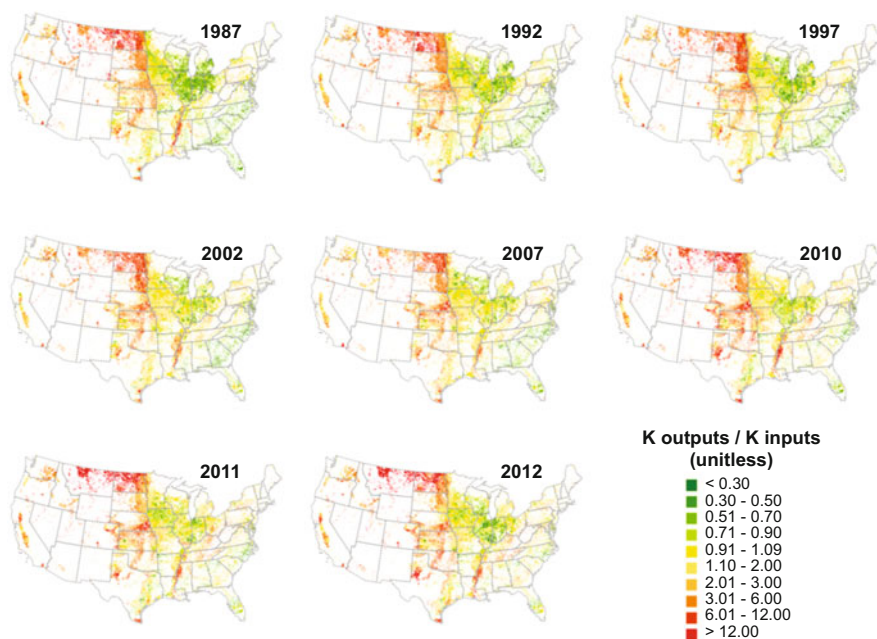 1987
1992
1997
2002
2007
2010
2011
2012
K outputs / K inputs
(unitless)
< 0.30
0.30 - 0.50
0.51 - 0.70
0.71 - 0.90
0.91 - 1.09
1.10 - 2.00
2.01 - 3.00
3.01 - 6.00
6.01 - 12.00
> 12.00